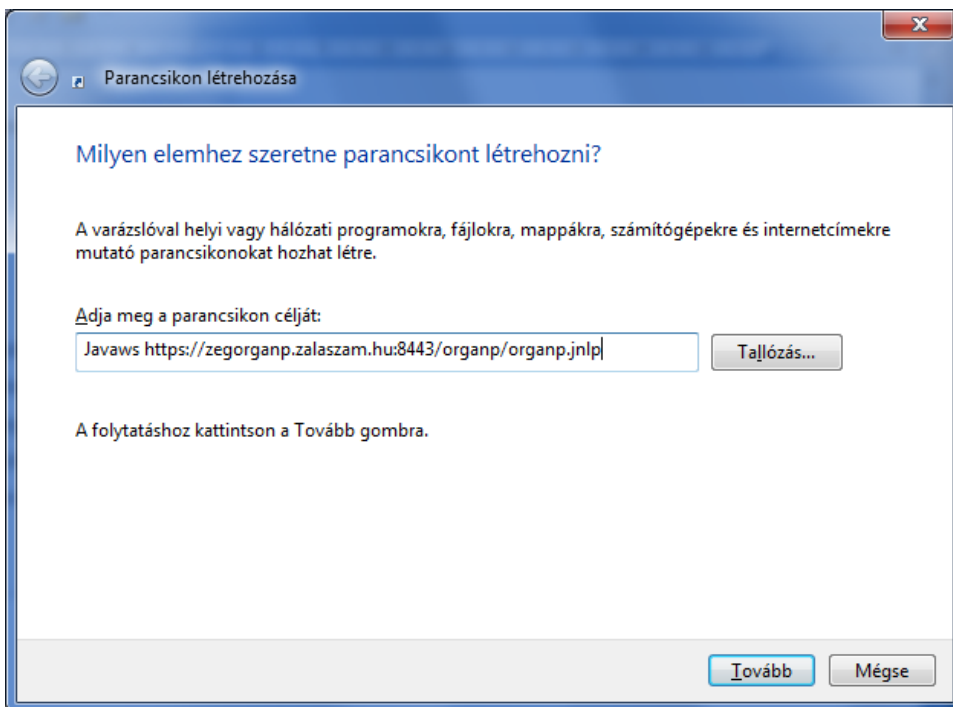 Parancsikon létrehozása
Milyen elemhez szeretne parancsikont létrehozni?
A varázslóval helyi vagy hálózati programokra, fájlokra, mappákra, számítógépekre és internetcímekre
mutató parancsikonokat hozhat létre.
Adja meg a parancsikon célját:
Javaws https://zegorganp.zalaszam.hu:8443/organp/organp.jnlp
Tallózás...
A folytatáshoz kattintson a Tovább gombra.
Tovább Mégse